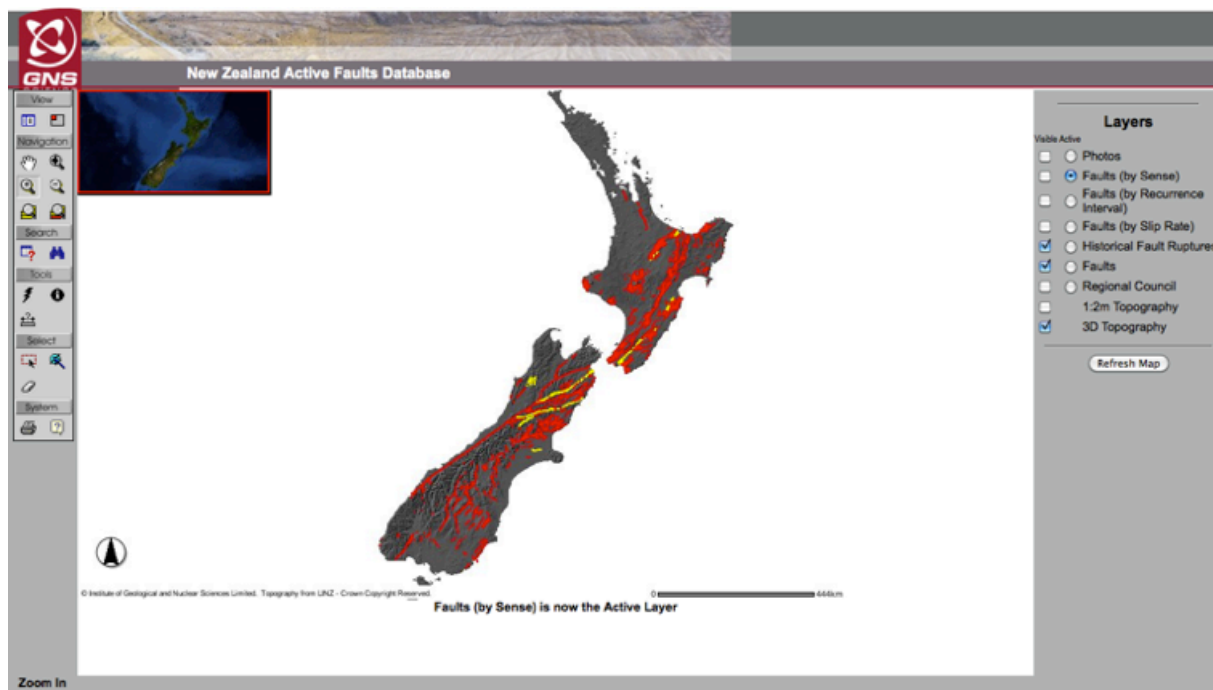 GNS
New Zealand Active Faults Database
View
Navigation
Search
Tools
Select
System
Layers
Visible Active
Photos
Faults (by Sense)
Faults (by Recurrence
Interval)
Faults (by Slip Rate)
Historical Fault Ruptures
Faults
Regional Council
1:2m Topography
3D Topography
Refresh Map
© Institute of Geological and Nuclear Sciences Limited. Topography from LINZ - Crown Copyright Reserved.
0 444km
Faults (by Sense) is now the Active Layer
Zoom In